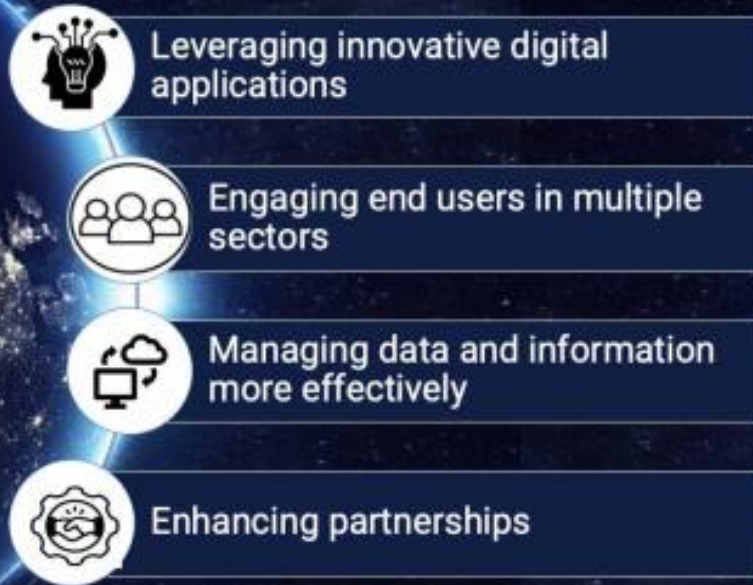 Leveraging innovative digital
applications
Engaging end users in multiple
sectors
Managing data and information
more effectively
Enhancing partnerships